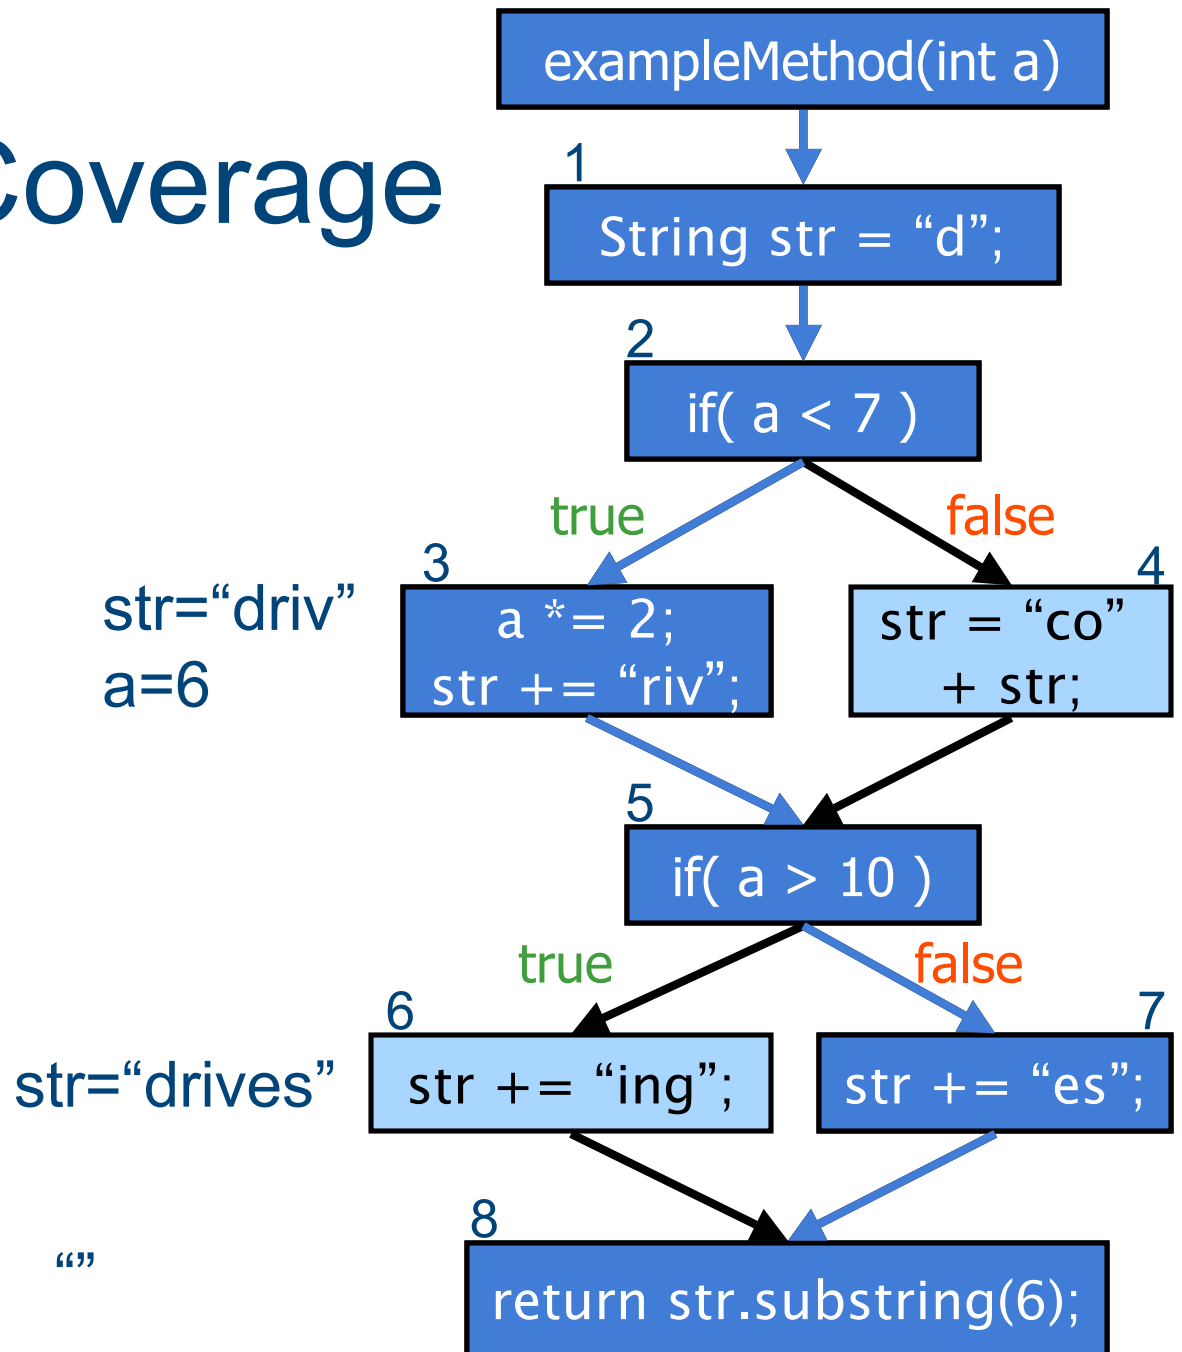 exampleMethod(int a)
Coverage
1
String str = “d”;
2
if( a < 7 )
true
false
3
4
str=“driv”
a=6
a *= 2;
str += “riv”;
str = “co”
+ str;
5
if( a > 10 )
true
false
6
7
str=“drives”
str += “ing”;
str += “es”;
8
“”
return str.substring(6);